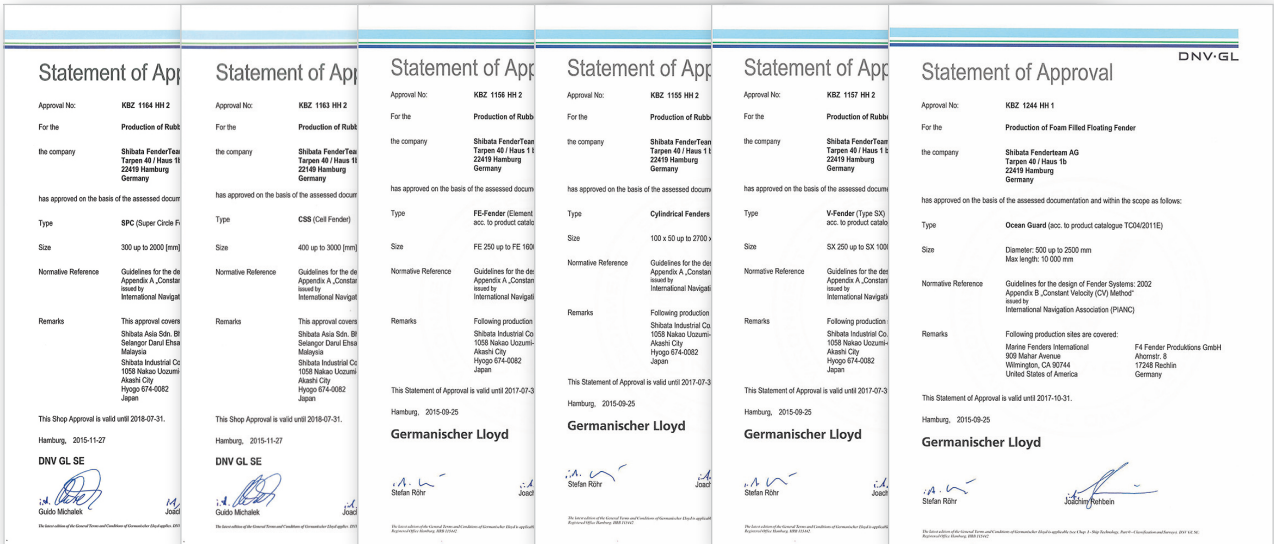 Statement of App
Approval No: KBZ 1164 HH 2
For the Production of Rubb
the company Shibata FenderTeam
Tarpen 40 / Haus 1b
22419 Hamburg
Germany
has approved on the basis of the assessed docum
Type SPC (Super Circle F
Size 300 up to 2000 [mm]
Normative Reference Guidelines for the de
Appendix A „Constan
issued by
International Navigat
Remarks This approval covers
Shibata Asia Sdn. Bh
Selangor Darul Ehsa
Malaysia
Shibata Industrial Co
1058 Nakao Uozumi-
Akashi City
Hyogo 674-0082
Japan
This Shop Approval is valid until 2018-07-31.
Hamburg, 2015-11-27
DNV GL SE
Guido Michalek Joac
Statement of App
Approval No: KBZ 1163 HH 2
For the Production of Rubb
the company Shibata FenderTeam
Tarpen 40 / Haus 1b
22149 Hamburg
Germany
has approved on the basis of the assessed docum
Type CSS (Cell Fender)
Size 400 up to 3000 [mm]
Normative Reference Guidelines for the de
Appendix A „Constan
issued by
International Navigat
Remarks This approval covers
Shibata Asia Sdn. Bh
Selangor Darul Ehsa
Malaysia
Shibata Industrial Co
1058 Nakao Uozumi-
Akashi City
Hyogo 674-0082
Japan
This Shop Approval is valid until 2018-07-31.
Hamburg, 2015-11-27
DNV GL SE
Guido Michalek Joac
Statement of App
Approval No: KBZ 1156 HH 2
For the Production of Rubb
the company Shibata FenderTeam
Tarpen 40 / Haus 1 b
22419 Hamburg
Germany
has approved on the basis of the assessed docum
Type FE-Fender (Element
acc. to product catalo
Size FE 250 up to FE 1600
Normative Reference Guidelines for the des
Appendix A „Constan
issued by
International Navigati
Remarks Following production
Shibata Industrial Co
1058 Nakao Uozumi-
Akashi City
Hyogo 674-0082
Japan
This Statement of Approval is valid until 2017-07-3
Hamburg, 2015-09-25
Germanischer Lloyd
Stefan Röhr Joach
Statement of App
Approval No: KBZ 1155 HH 2
For the Production of Rubb
the company Shibata FenderTeam
Tarpen 40 / Haus 1 b
22419 Hamburg
Germany
has approved on the basis of the assessed docum
Type Cylindrical Fenders
Size 100 x 50 up to 2700 x
Normative Reference Guidelines for the des
Appendix A „Constan
issued by
International Navigati
Remarks Following production
Shibata Industrial Co.
1058 Nakao Uozumi-
Akashi City
Hyogo 674-0082
Japan
This Statement of Approval is valid until 2017-07-3
Hamburg, 2015-09-25
Germanischer Lloyd
Stefan Röhr Joach
Statement of App
Approval No: KBZ 1157 HH 2
For the Production of Rubb
the company Shibata FenderTeam
Tarpen 40 / Haus 1 b
22419 Hamburg
Germany
has approved on the basis of the assessed docum
Type V-Fender (Type SX)
acc. to product catalo
Size SX 250 up to SX 1000
Normative Reference Guidelines for the des
Appendix A „Constan
issued by
International Navigati
Remarks Following production
Shibata Industrial Co
1058 Nakao Uozumi-
Akashi City
Hyogo 674-0082
Japan
This Statement of Approval is valid until 2017-07-3
Hamburg, 2015-09-25
Germanischer Lloyd
Stefan Röhr Joach
DNV·GL
Statement of Approval
Approval No: KBZ 1244 HH 1
For the Production of Foam Filled Floating Fender
the company Shibata Fenderteam AG
Tarpen 40 / Haus 1b
22419 Hamburg
Germany
has approved on the basis of the assessed documentation and within the scope as follows:
Type Ocean Guard (acc. to product catalogue TC04/2011E)
Size Diameter: 500 up to 2500 mm
Max length: 10 000 mm
Normative Reference Guidelines for the design of Fender Systems: 2002
Appendix B „Constant Velocity (CV) Method"
issued by
International Navigation Association (PIANC)
Remarks Following production sites are covered:
Marine Fenders International F4 Fender Produktions GmbH
909 Mahar Avenue Ahornstr. 8
Wilmington, CA 90744 17248 Rechlin
United States of America Germany
This Statement of Approval is valid until 2017-10-31.
Hamburg, 2015-09-25
Germanischer Lloyd
Stefan Röhr Joachim Rehbein